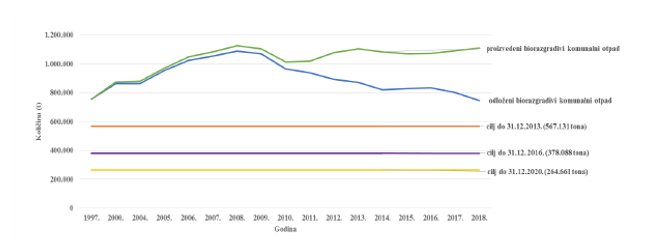 1.200.000
1.000.000
800.000
600.000
400.000
200.000
0
Količina (t)
proizvedeni biorazgradivi komunalni otpad
odloženi biorazgradivi komunalni otpad
cilj do 31.12.2013. (567.131 tona)
cilj do 31.12. 2016. (378.088 tona)
cilj do 31.12.2020. (264.661 tona)
1997. 2000. 2004. 2005. 2006. 2007. 2008. 2009. 2010. 2011. 2012. 2013. 2014. 2015. 2016. 2017. 2018.
Godina